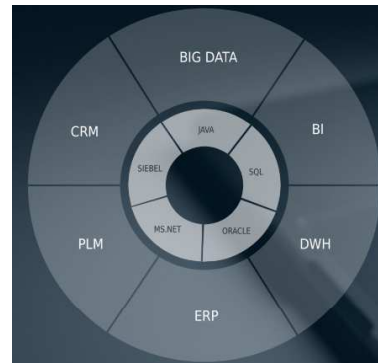 BIG DATA
CRM
BI
JAVA
SIEBEL
SQL
MS.NET
ORACLE
PLM
DWH
ERP